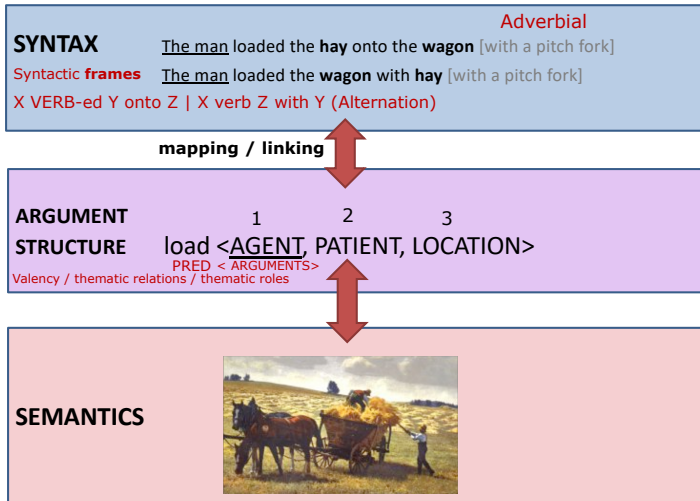 Adverbial
SYNTAX
The man loaded the hay onto the wagon [with a pitch fork]
Syntactic frames
The man loaded the wagon with hay [with a pitch fork]
X VERB-ed Y onto Z | X verb Z with Y (Alternation)
mapping / linking
ARGUMENT
1 2 3
STRUCTURE load <AGENT, PATIENT, LOCATION>
PRED < ARGUMENTS>
Valency / thematic relations / thematic roles
SEMANTICS